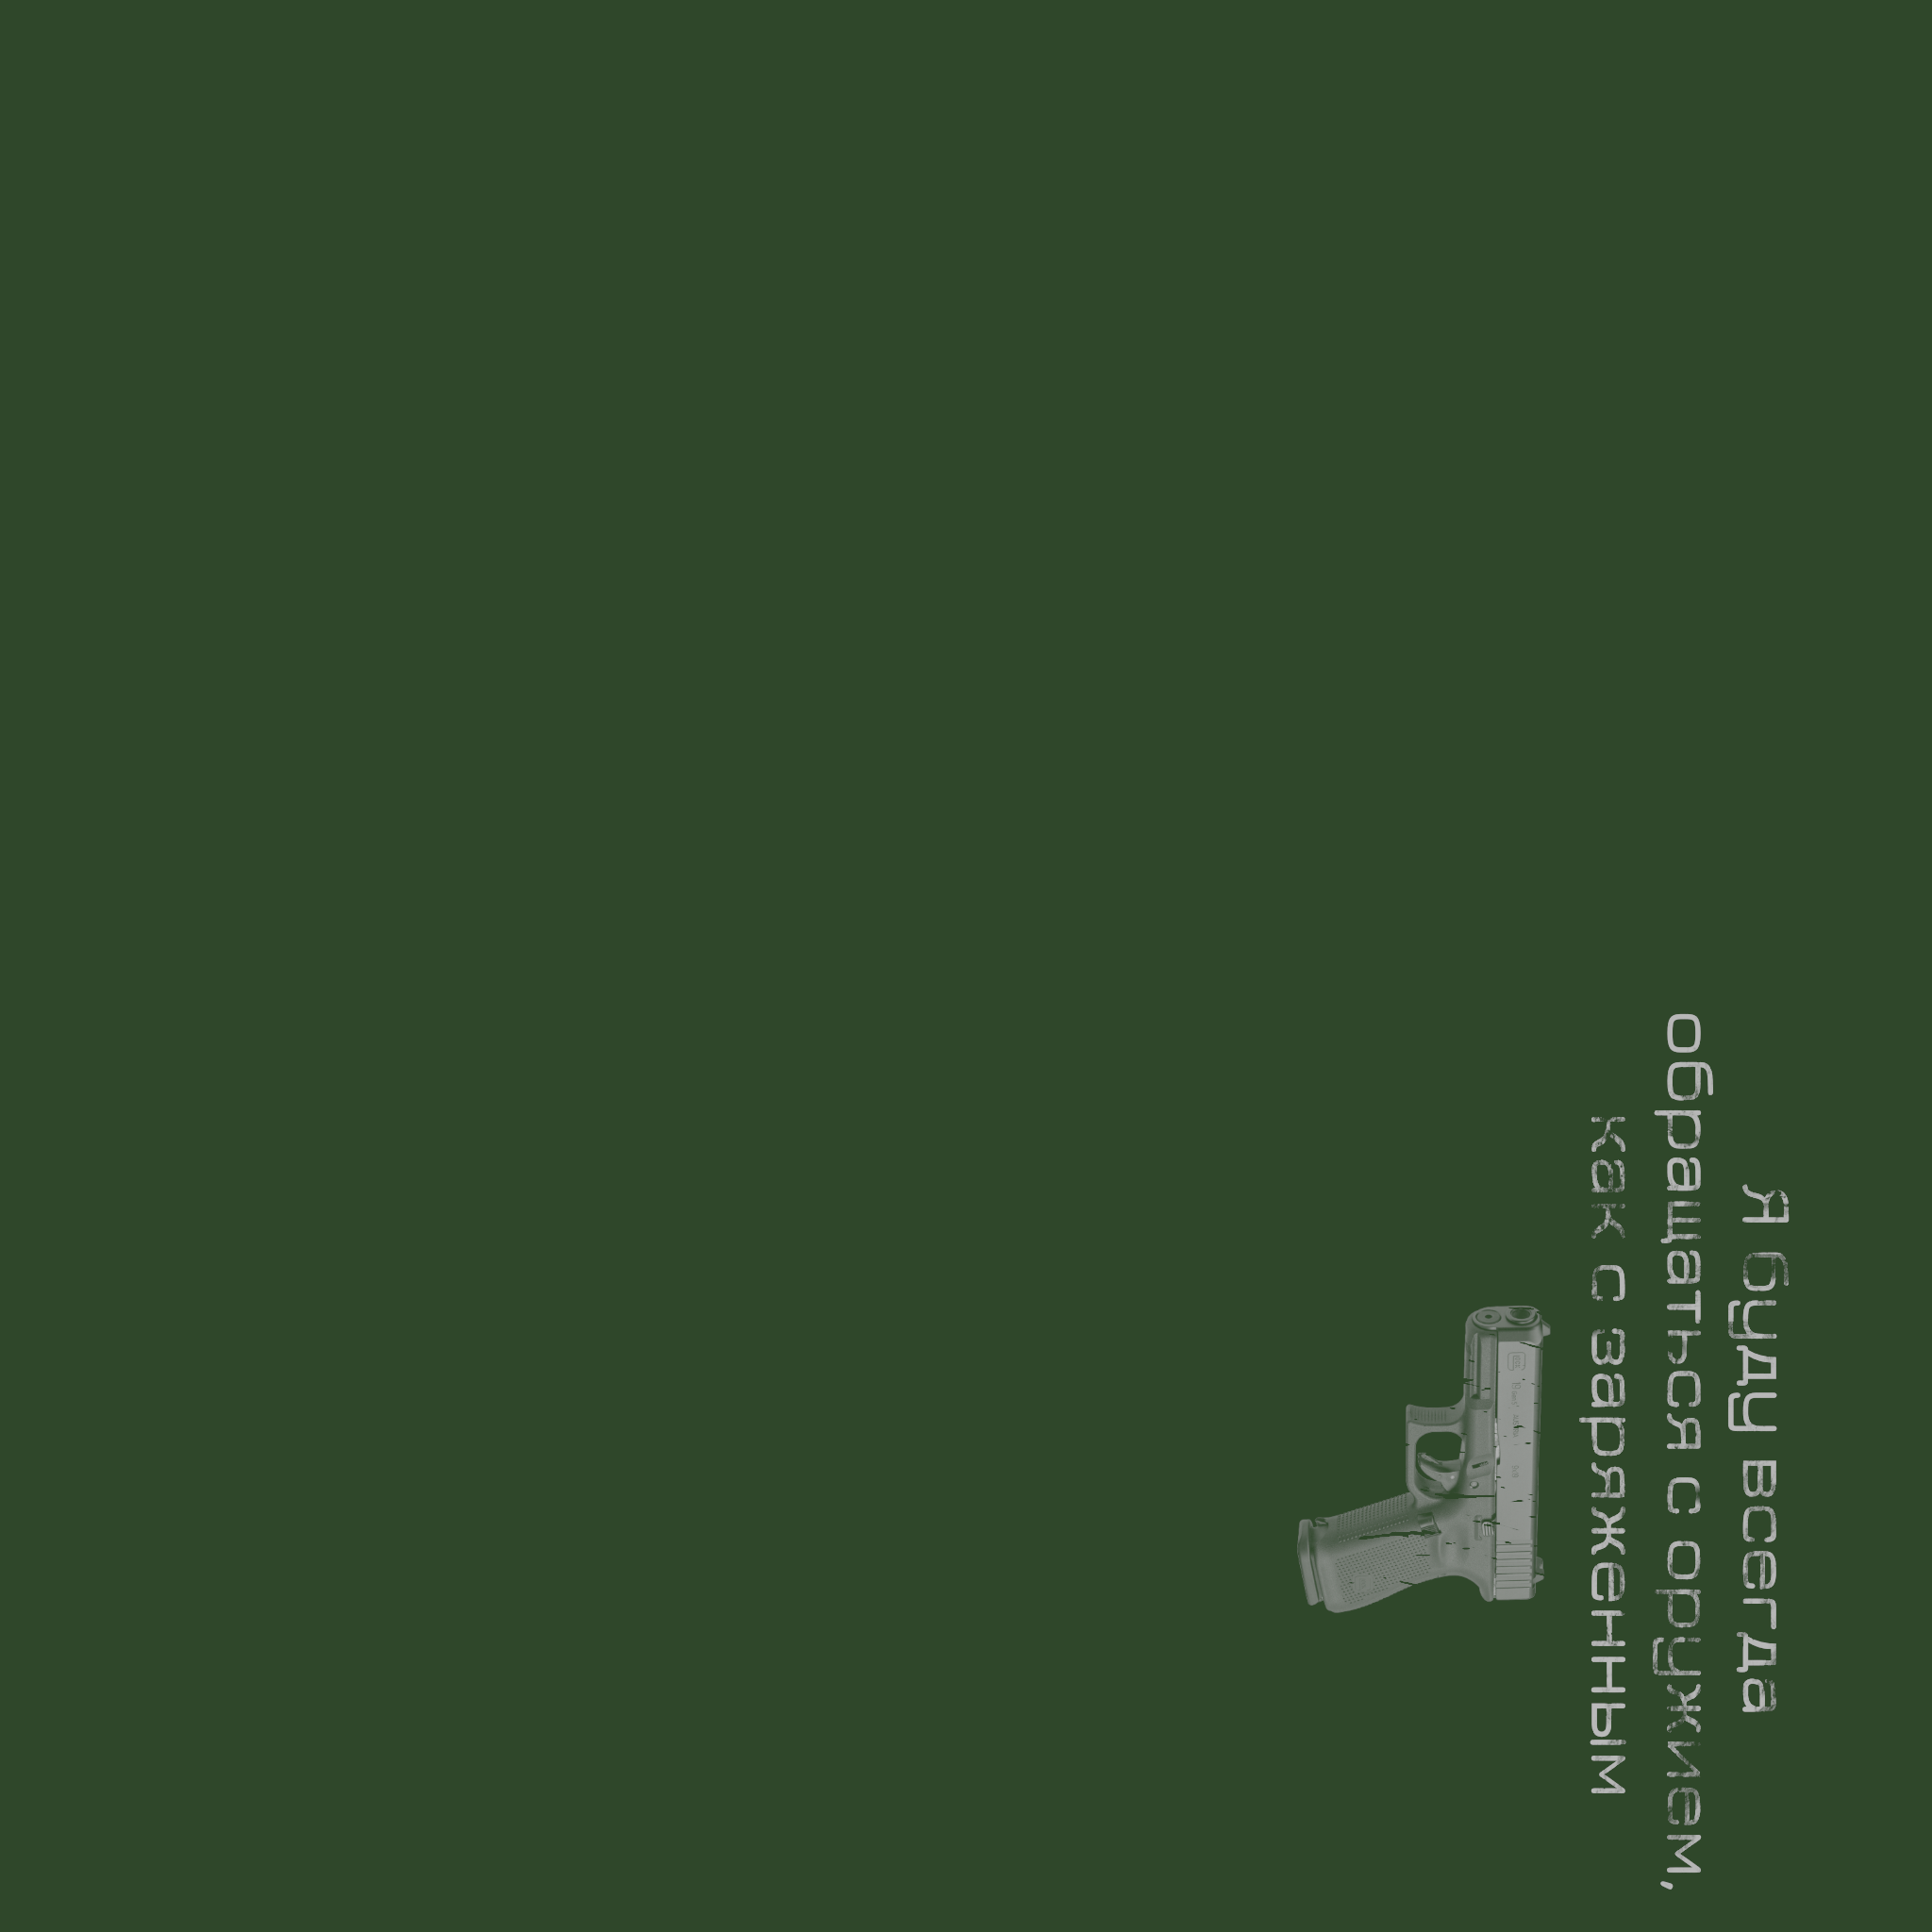 Я буду всегда
обращаться с оружием,
как с заряженным